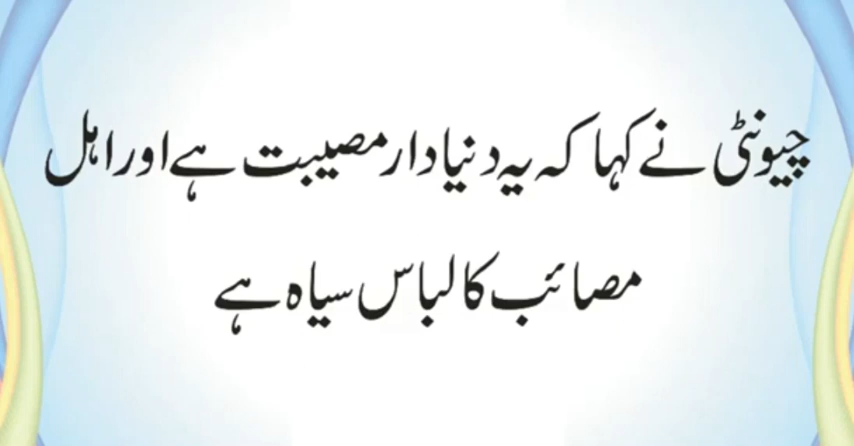 چیونٹی نے کہا کہ یہ دنیا دار مصیبت ہے اور اہل
مصائب کا لباس سیاہ ہے